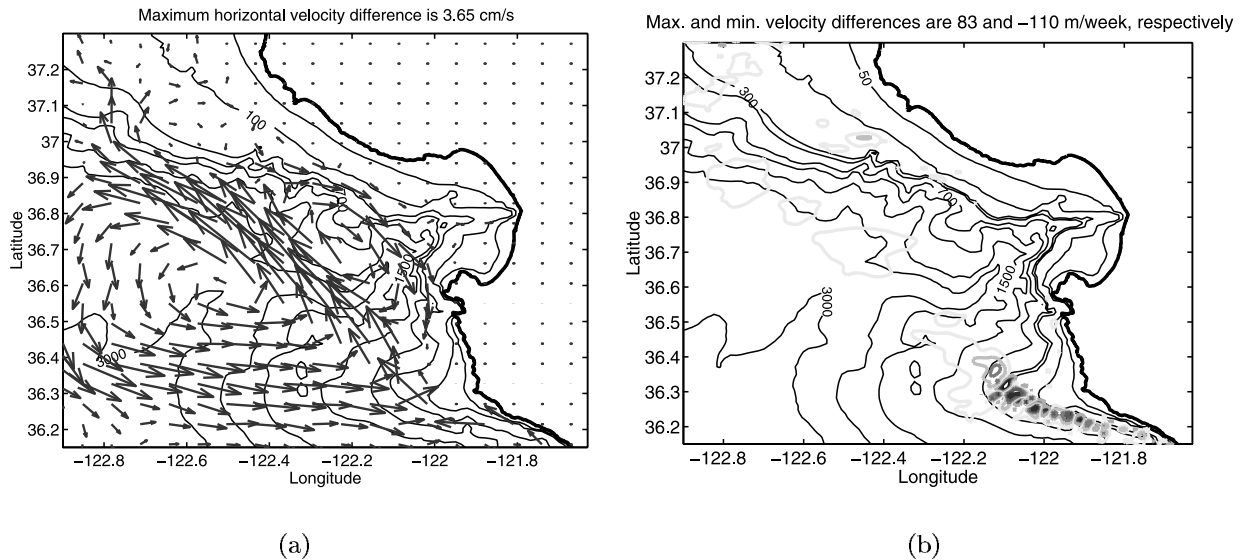 Maximum horizontal velocity difference is 3.65 cm/s
37.2
37.1
37
36.9
36.8
36.7
36.6
36.5
36.4
36.3
36.2
Latitude
100
1500
3000
−122.8 −122.6 −122.4 −122.2 −122 −121.8
Longitude
(a)
Max. and min. velocity differences are 83 and −110 m/week, respectively
37.2
37.1
37
36.9
36.8
36.7
36.6
36.5
36.4
36.3
36.2
Latitude
50
300
1500
3000
−122.8 −122.6 −122.4 −122.2 −122 −121.8
Longitude
(b)